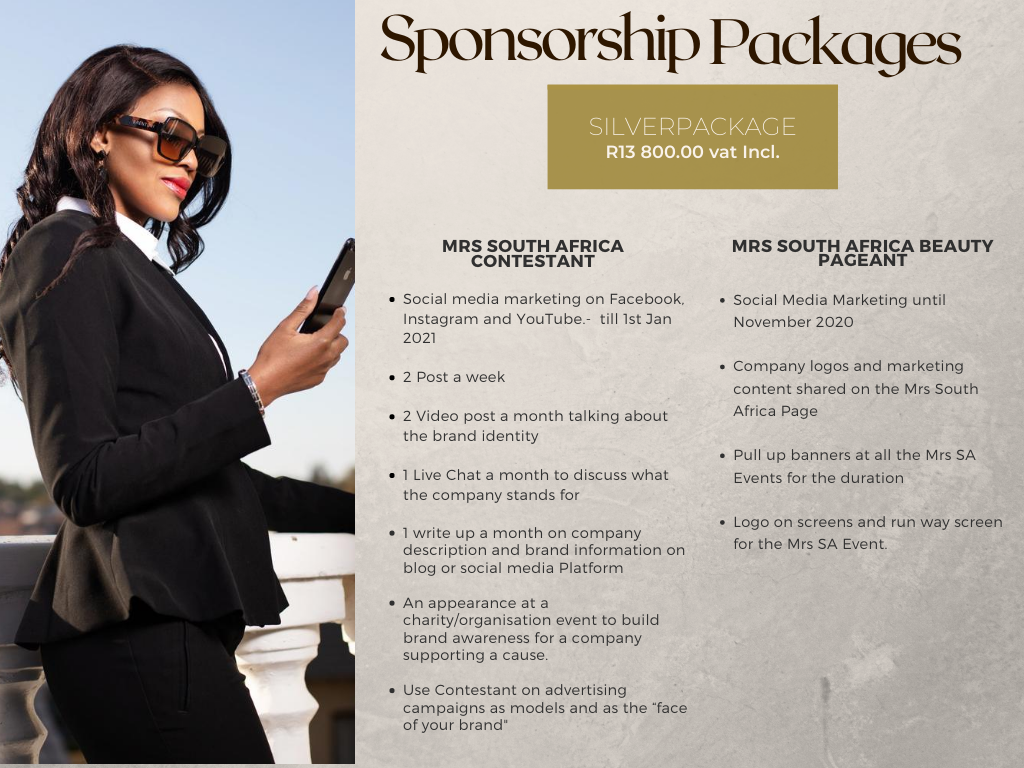 Sponsorship Packages
SILVERPACKAGE
R13 800.00 vat Incl.
MRS SOUTH AFRICA
CONTESTANT
• Social media marketing on Facebook,
Instagram and YouTube.-  till 1st Jan
2021
• 2 Post a week
• 2 Video post a month talking about
the brand identity
• 1 Live Chat a month to discuss what
the company stands for
• 1 write up a month on company
description and brand information on
blog or social media Platform
• An appearance at a
charity/organisation event to build
brand awareness for a company
supporting a cause.
• Use Contestant on advertising
campaigns as models and as the “face
of your brand"
MRS SOUTH AFRICA BEAUTY
PAGEANT
• Social Media Marketing until
November 2020
• Company logos and marketing
content shared on the Mrs South
Africa Page
• Pull up banners at all the Mrs SA
Events for the duration
• Logo on screens and run way screen
for the Mrs SA Event.